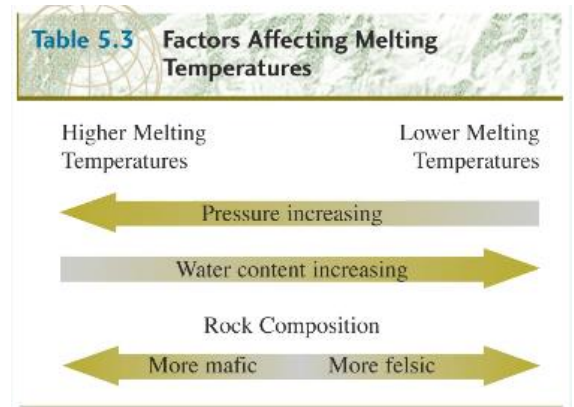 Table 5.3 Factors Affecting Melting
Temperatures
Higher Melting Lower Melting
Temperatures Temperatures
Pressure increasing
Water content increasing
Rock Composition
More mafic More felsic